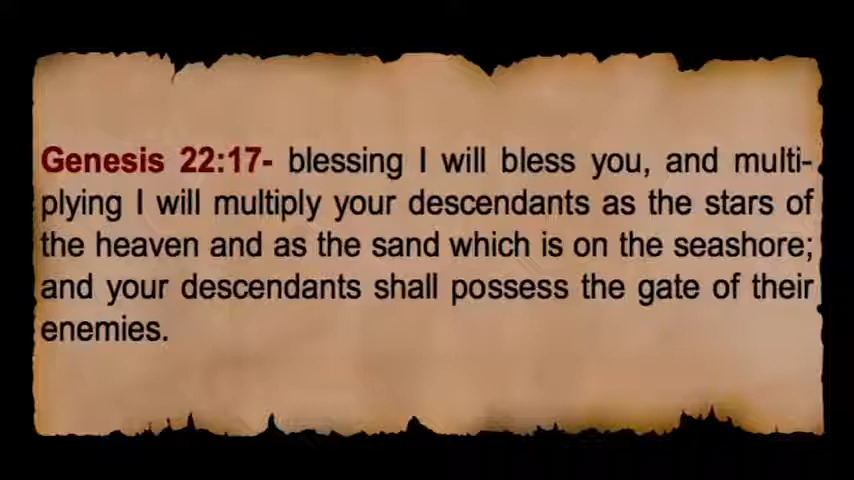 Genesis 22:17- blessing I will bless you, and multi-
plying I will multiply your descendants as the stars of
the heaven and as the sand which is on the seashore;
and your descendants shall possess the gate of their
enemies.